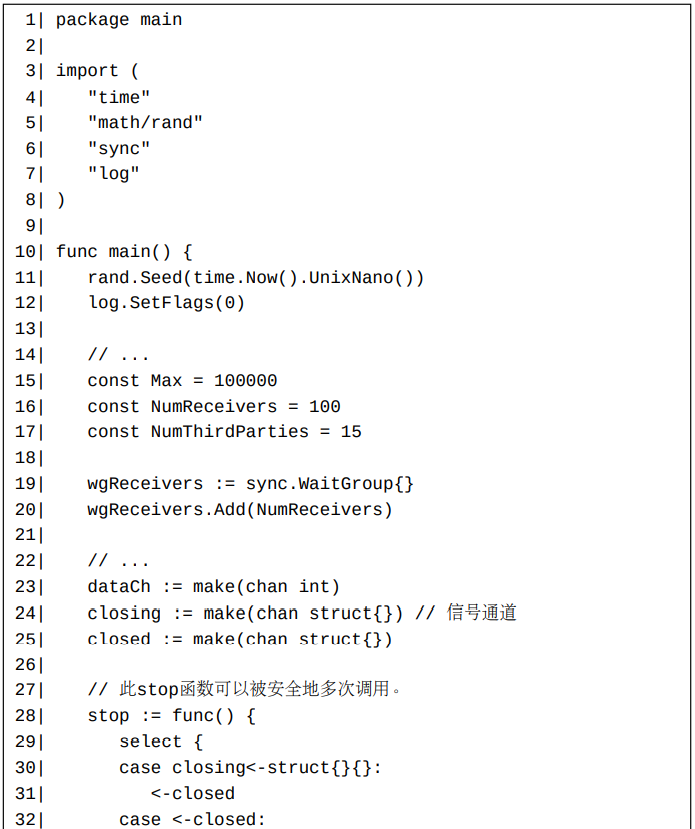 1| package main
2|
3| import (
4|    "time"
5|    "math/rand"
6|    "sync"
7|    "log"
8| )
9|
10| func main() {
11|    rand.Seed(time.Now().UnixNano())
12|    log.SetFlags(0)
13|
14|    // ...
15|    const Max = 100000
16|    const NumReceivers = 100
17|    const NumThirdParties = 15
18|
19|    wgReceivers := sync.WaitGroup{}
20|    wgReceivers.Add(NumReceivers)
21|
22|    // ...
23|    dataCh := make(chan int)
24|    closing := make(chan struct{}) // 信号通道
25|    closed := make(chan struct{})
26|
27|    // 此stop函数可以被安全地多次调用。
28|    stop := func() {
29|       select {
30|       case closing<-struct{}{}:
31|          <-closed
32|       case <-closed: